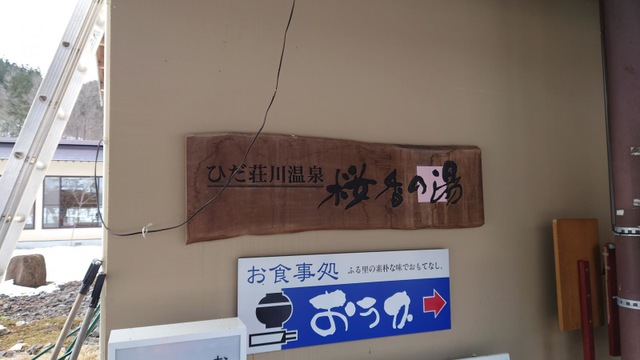 ひだ荘川温泉 桜香の湯
お食事処 ふる里の素朴な味でおもてなし。
おうか
お